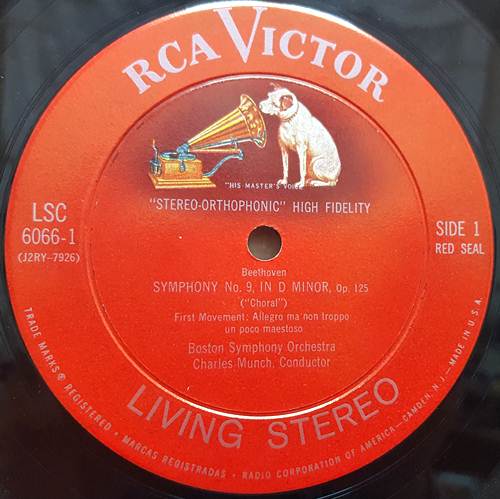 RCA VICTOR
"HIS MASTER'S VOICE"
"STEREO-ORTHOPHONIC" HIGH FIDELITY
LSC
6066-1
(J2RY-7926)
SIDE 1
RED SEAL
Beethoven
SYMPHONY No. 9, IN D MINOR, Op. 125
("Choral")
First Movement: Allegro ma non troppo
un poco maestoso
Boston Symphony Orchestra
Charles Munch, Conductor
LIVING STEREO
TRADE MARKS ® REGISTERED • MARCAS REGISTRADAS • RADIO CORPORATION OF AMERICA—CAMDEN, N.J.—MADE IN U.S.A.